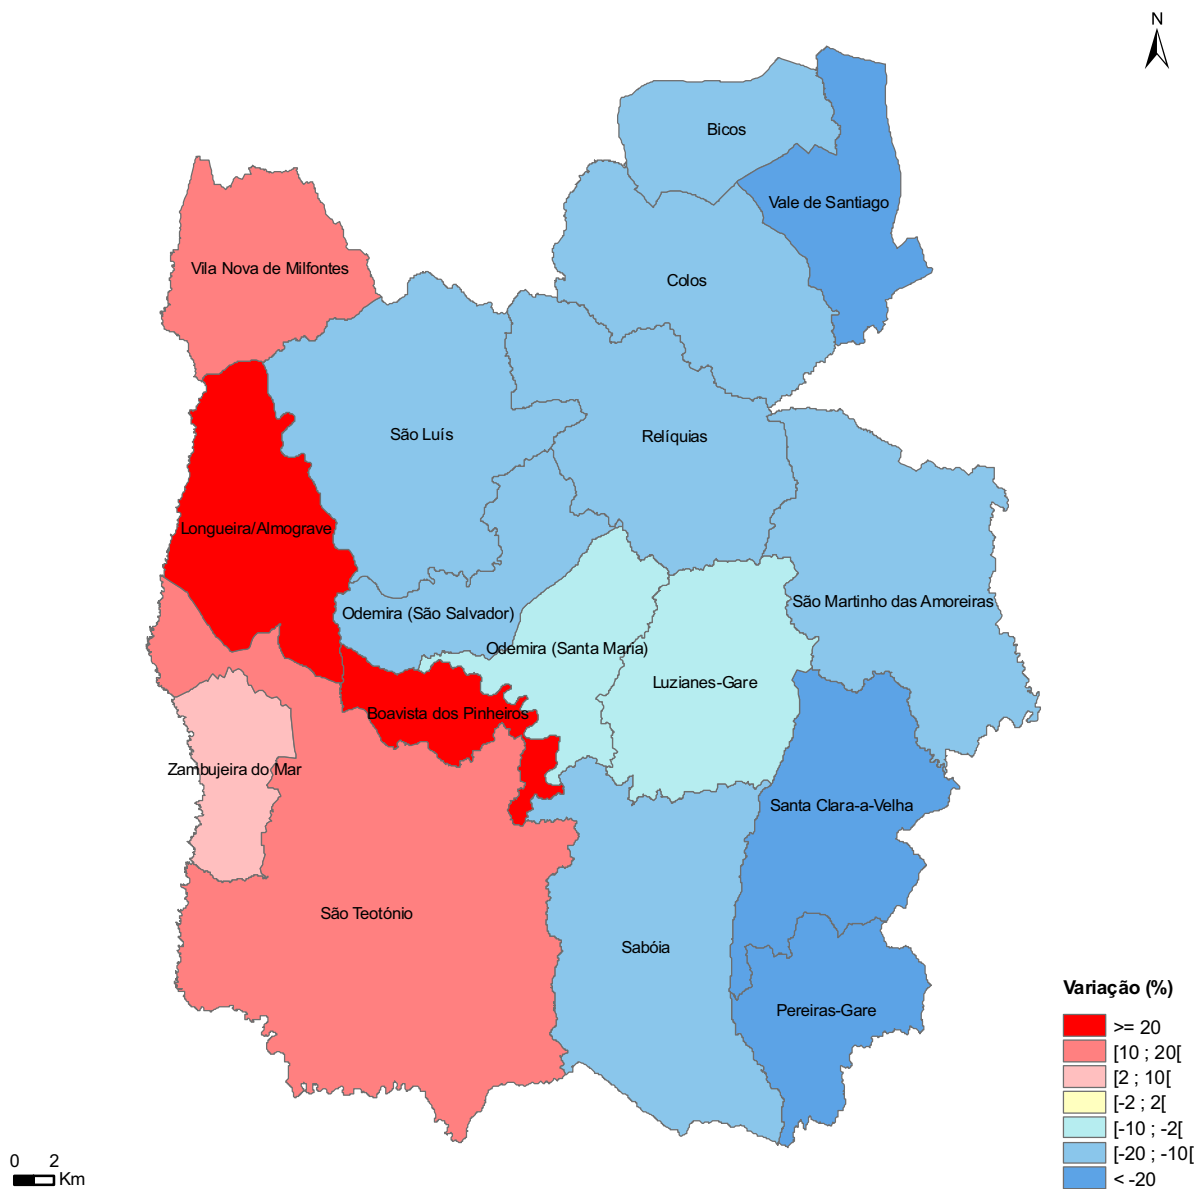 N
Bicos
Vale de Santiago
Vila Nova de Milfontes
Colos
São Luís
Relíquias
Longueira/Almograve
São Martinho das Amoreiras
Odemira (São Salvador)
Odemira (Santa Maria)
Luzianes-Gare
Boavista dos Pinheiros
Zambujeira do Mar
Santa Clara-a-Velha
São Teotónio
Sabóia
Pereiras-Gare
Variação (%)
>= 20
[10 ; 20[
[2 ; 10[
[-2 ; 2[
[-10 ; -2[
[-20 ; -10[
< -20
0 2
Km